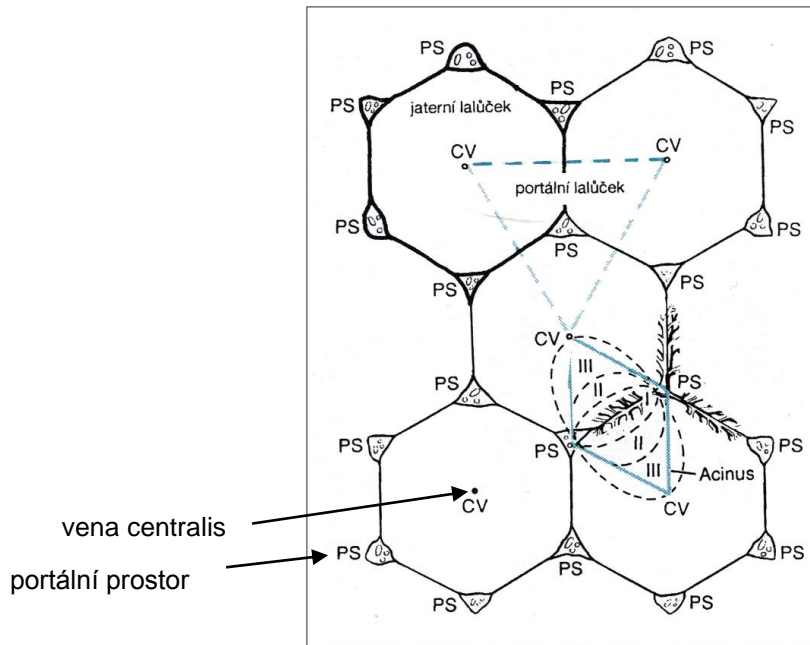 PS
PS
PS
PS
PS
jaterní lalůček
CV
CV
portální lalůček
PS
PS
PS
PS
PS
CV
III
II
PS
I
PS
PS
PS
II
III
Acinus
vena centralis
CV
CV
PS
PS
PS
portální prostor
PS
PS